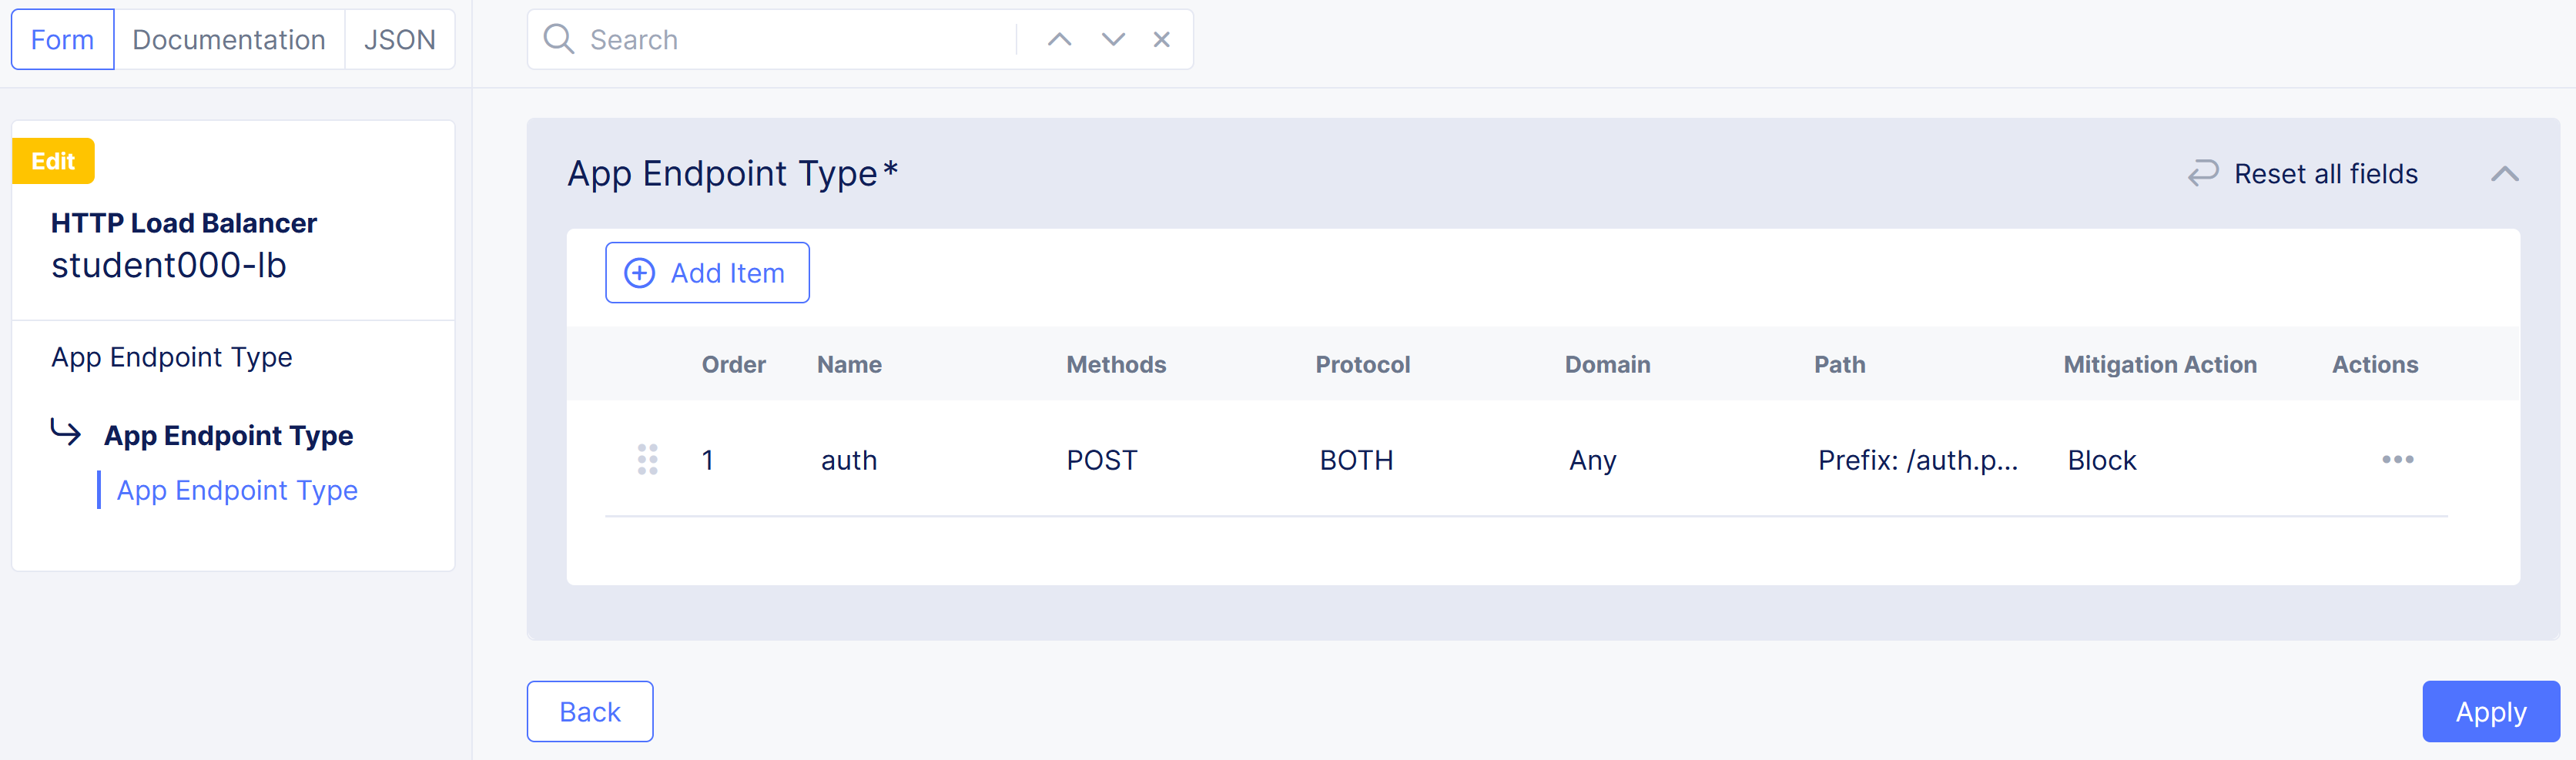 Form Documentation JSON
Search
Edit
HTTP Load Balancer
student000-lb
App Endpoint Type
App Endpoint Type
App Endpoint Type
App Endpoint Type*
Reset all fields
Add Item
Order Name Methods Protocol Domain Path Mitigation Action Actions
1 auth POST BOTH Any Prefix: /auth.p... Block
Back
Apply